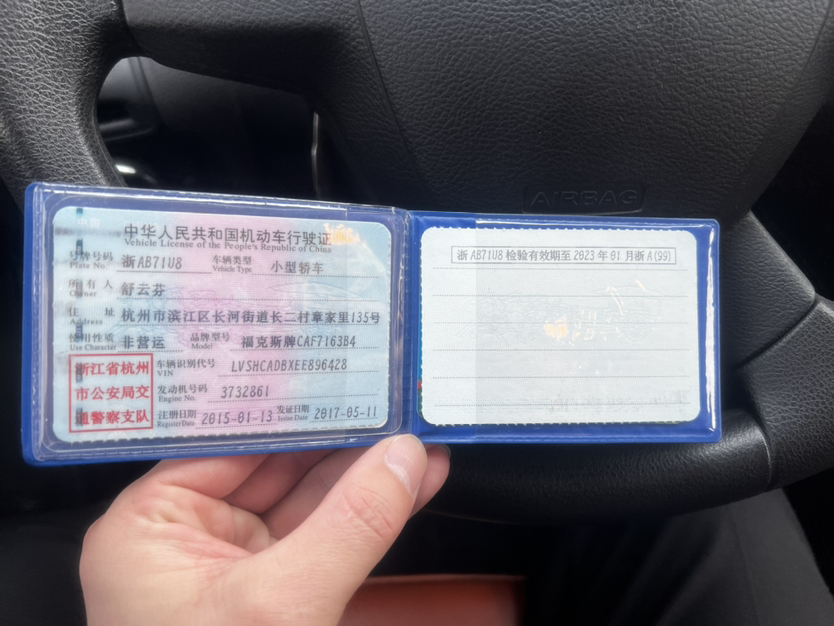 AIRBAG
中华人民共和国机动车行驶证
Vehicle License of the People's Republic of China
号牌号码 浙AB71U8 车辆类型 小型轿车
Plate No. Vehicle Type
所有人 舒云芬
Owner
住址 杭州市滨江区长河街道长二村章家里135号
Address
使用性质 非营运 品牌型号 福克斯牌CAF7163B4
Use Character Model
浙江省杭州
市公安局交
通警察支队
车辆识别代号 LVSHCADBXEE896428
VIN
发动机号码 3732861
Engine No.
注册日期 2015-01-13 发证日期 2017-05-11
Register Date Issue Date
浙AB71U8 检验有效期至 2023 年 01 月浙A(99)